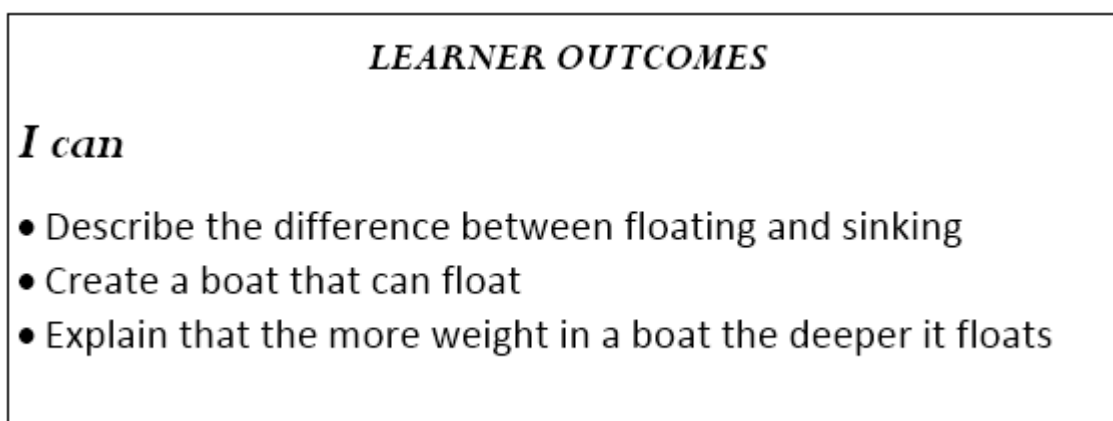 LEARNER OUTCOMES
I can
• Describe the difference between floating and sinking
• Create a boat that can float
• Explain that the more weight in a boat the deeper it floats